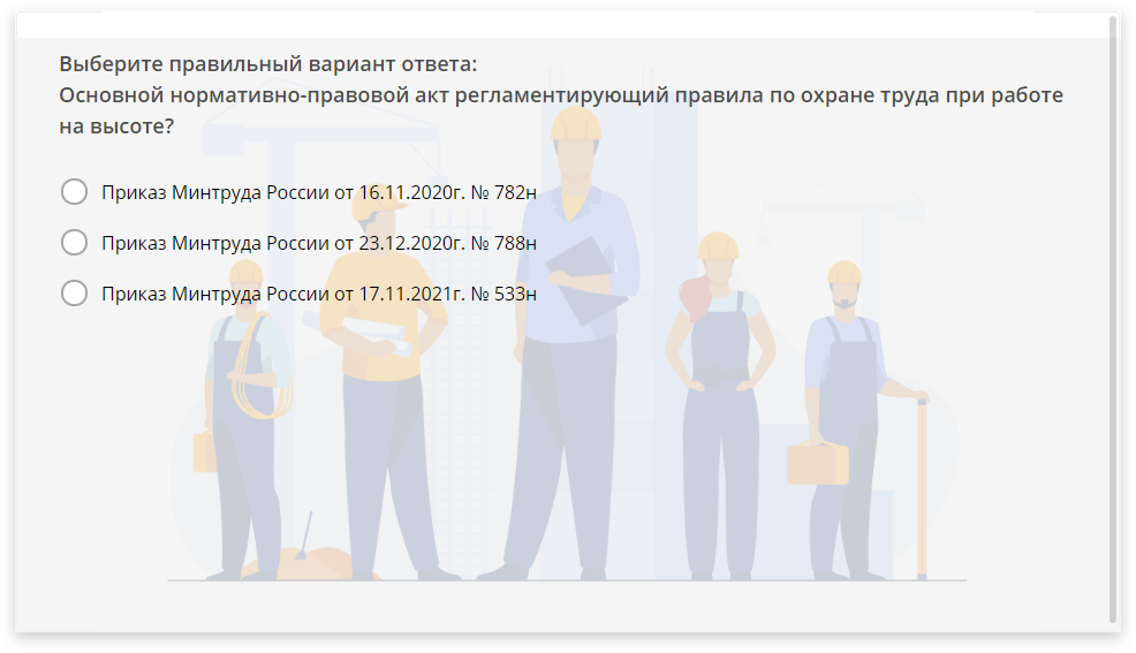 Выберите правильный вариант ответа:
Основной нормативно-правовой акт регламентирующий правила по охране труда при работе
на высоте?
Приказ Минтруда России от 16.11.2020г. № 782н
Приказ Минтруда России от 23.12.2020г. № 788н
Приказ Минтруда России от 17.11.2021г. № 533н